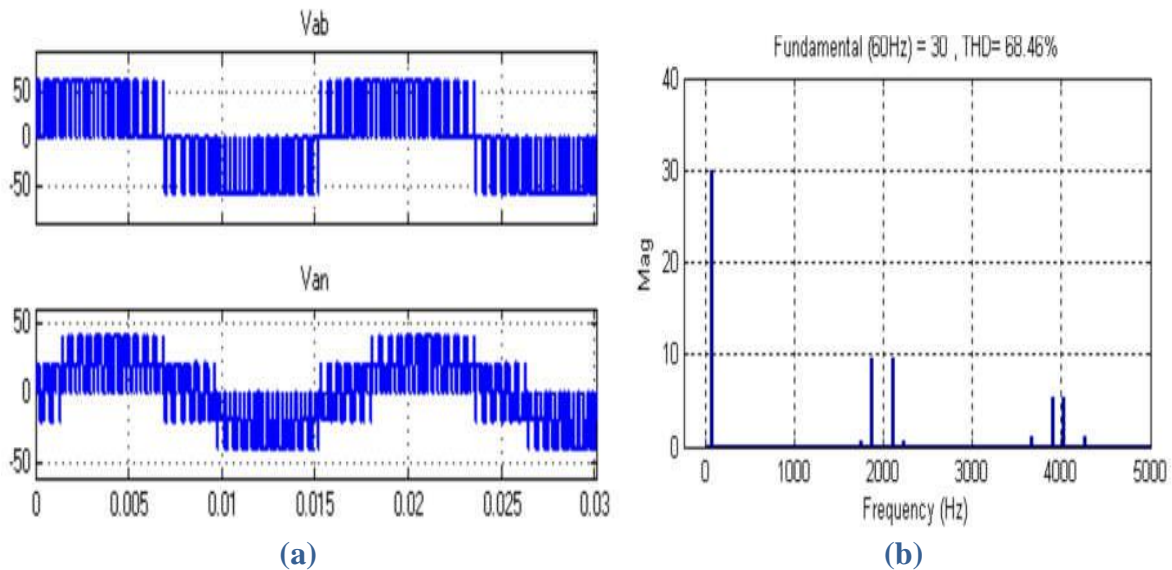 Vab
50
0
-50
Van
50
0
-50
0 0.005 0.01 0.015 0.02 0.025 0.03
(a)
Fundamental (60Hz) = 30 , THD= 68.46%
40
30
20
10
0
Mag
0 1000 2000 3000 4000 5000
Frequency (Hz)
(b)